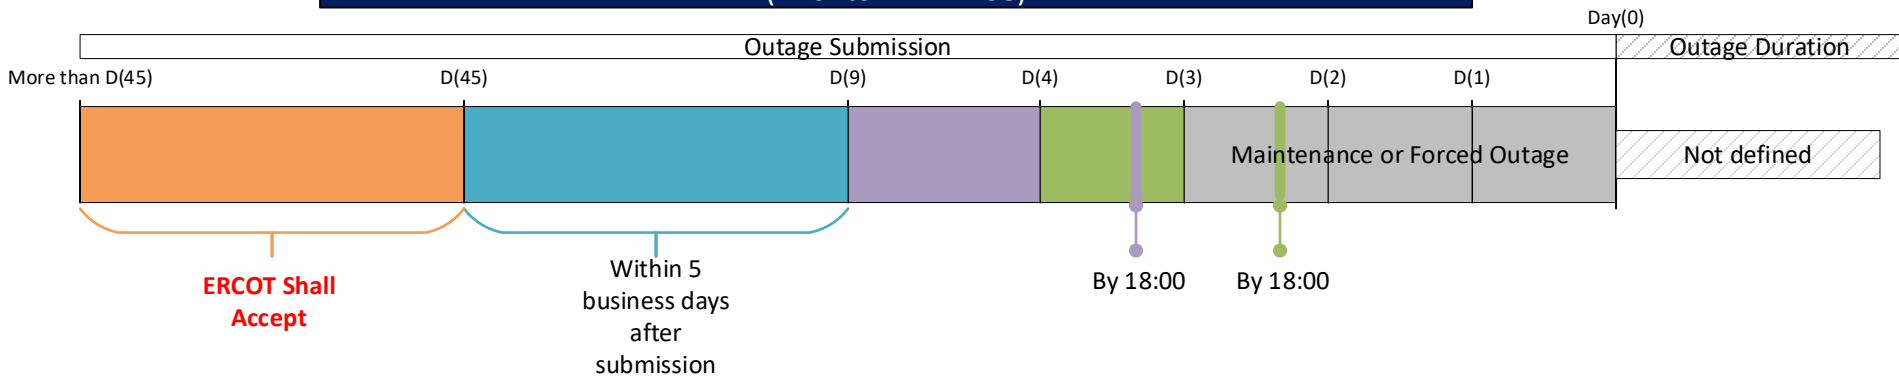 Day(0)
Outage Submission
Outage Duration
More than D(45)
D(45)
D(9)
D(4)
D(3)
D(2)
D(1)
Maintenance or Forced Outage
Not defined
ERCOT Shall
Accept
Within 5
business days
after
submission
By 18:00
By 18:00